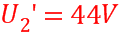 U₂' = 44V